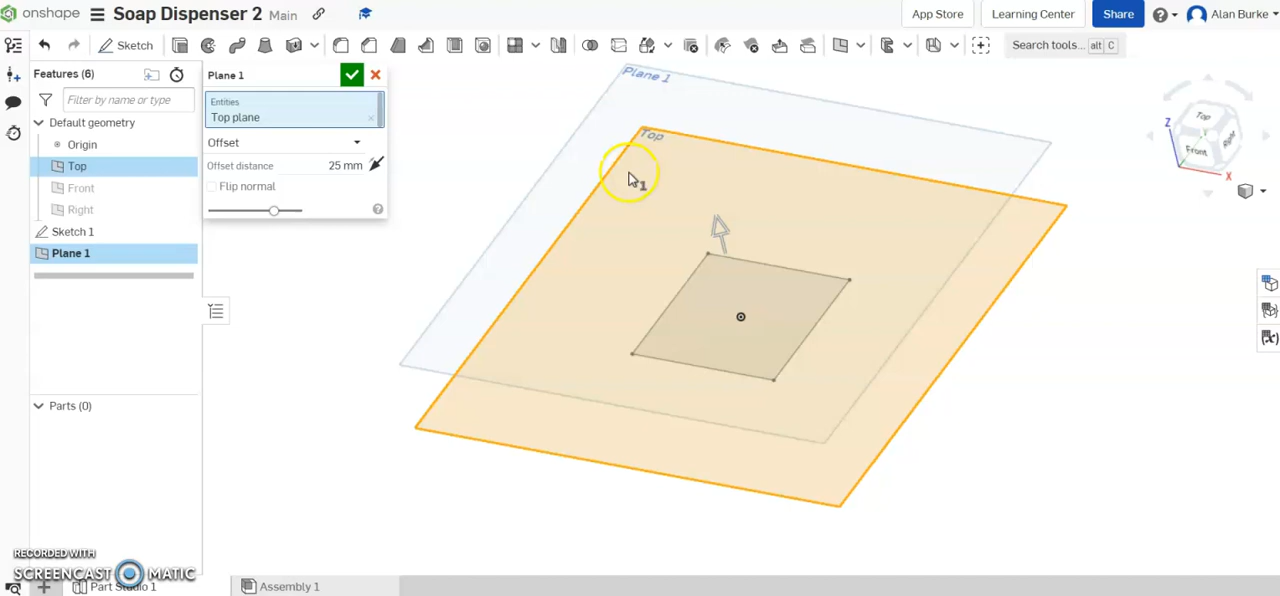 onshape Soap Dispenser 2 Main App Store Learning Center Share Alan Burke
Sketch Search tools... alt C
Features (6)
Filter by name or type
Default geometry
Origin
Top
Front
Right
Sketch 1
Plane 1
Parts (0)
Plane 1
Entities
Top plane
Offset
Offset distance 25 mm
Flip normal
Plane 1
Top
1
Top
Front
Right
Z
X
RECORDED WITH
SCREENCAST MATIC
Part Studio 1 Assembly 1